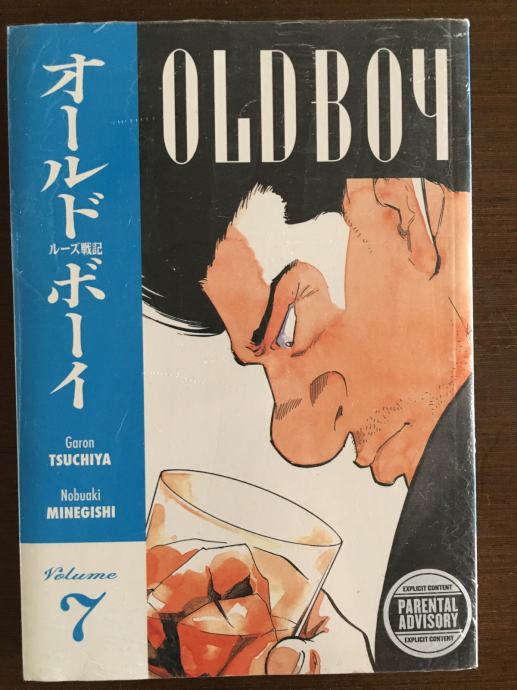 OLDBOY
オールド
ルーズ戦記
ボーイ
Garon
TSUCHIYA
Nobuaki
MINEGISHI
Volume
7
EXPLICIT CONTENT
PARENTAL
ADVISORY
EXPLICIT CONTENT